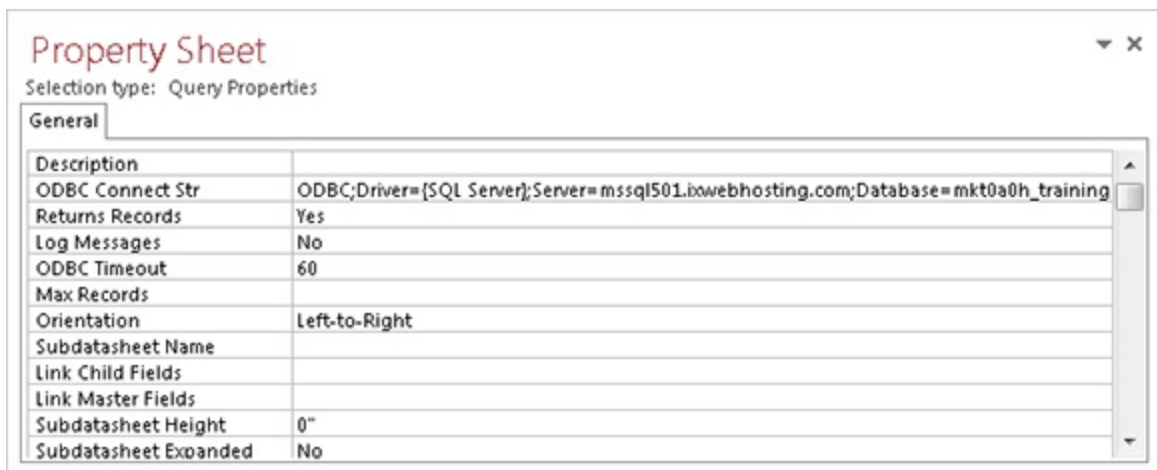 Property Sheet
Selection type: Query Properties
General
Description
ODBC Connect Str ODBC;Driver={SQL Server};Server=mssql501.ixwebhosting.com;Database=mkt0a0h_training
Returns Records Yes
Log Messages No
ODBC Timeout 60
Max Records
Orientation Left-to-Right
Subdatasheet Name
Link Child Fields
Link Master Fields
Subdatasheet Height 0"
Subdatasheet Expanded No